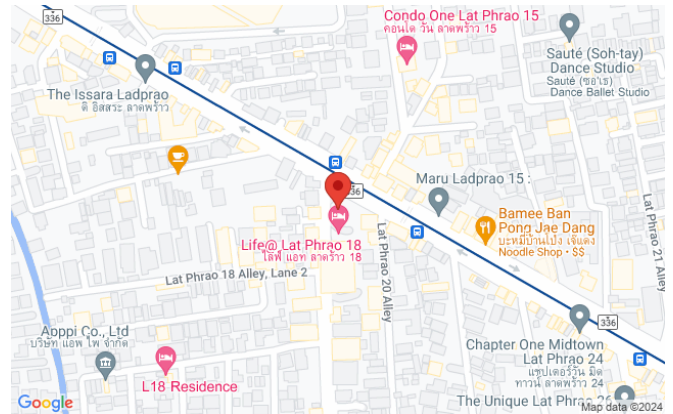 336
Condo One Lat Phrao 15
คอนโด วัน ลาดพร้าว 15
Sauté (Soh-tay)
Dance Studio
Sauté (ซอเธ่)
Dance Ballet Studio
The Issara Ladprao
ดิ อิสสระ ลาดพร้าว
336
Maru Ladprao 15 :
Bamee Ban
Pong Jae Dang
บะหมี่บ้านโป่ง เจ๊แดง
Noodle Shop • $$
Lat Phrao 21 Alley
Life@ Lat Phrao 18
ไลฟ์ แอท ลาดร้าว 18
Lat Phrao 20 Alley
Lat Phrao 18 Alley, Lane 2
336
Apppi Co., Ltd
บริษัท แอพ ไพ จำกัด
Chapter One Midtown
Lat Phrao 24
แชปเตอร์วัน มิด
ทาวน์ ลาดพร้าว 24
L18 Residence
The Unique Lat Phrao 26
Google
Map data ©2024